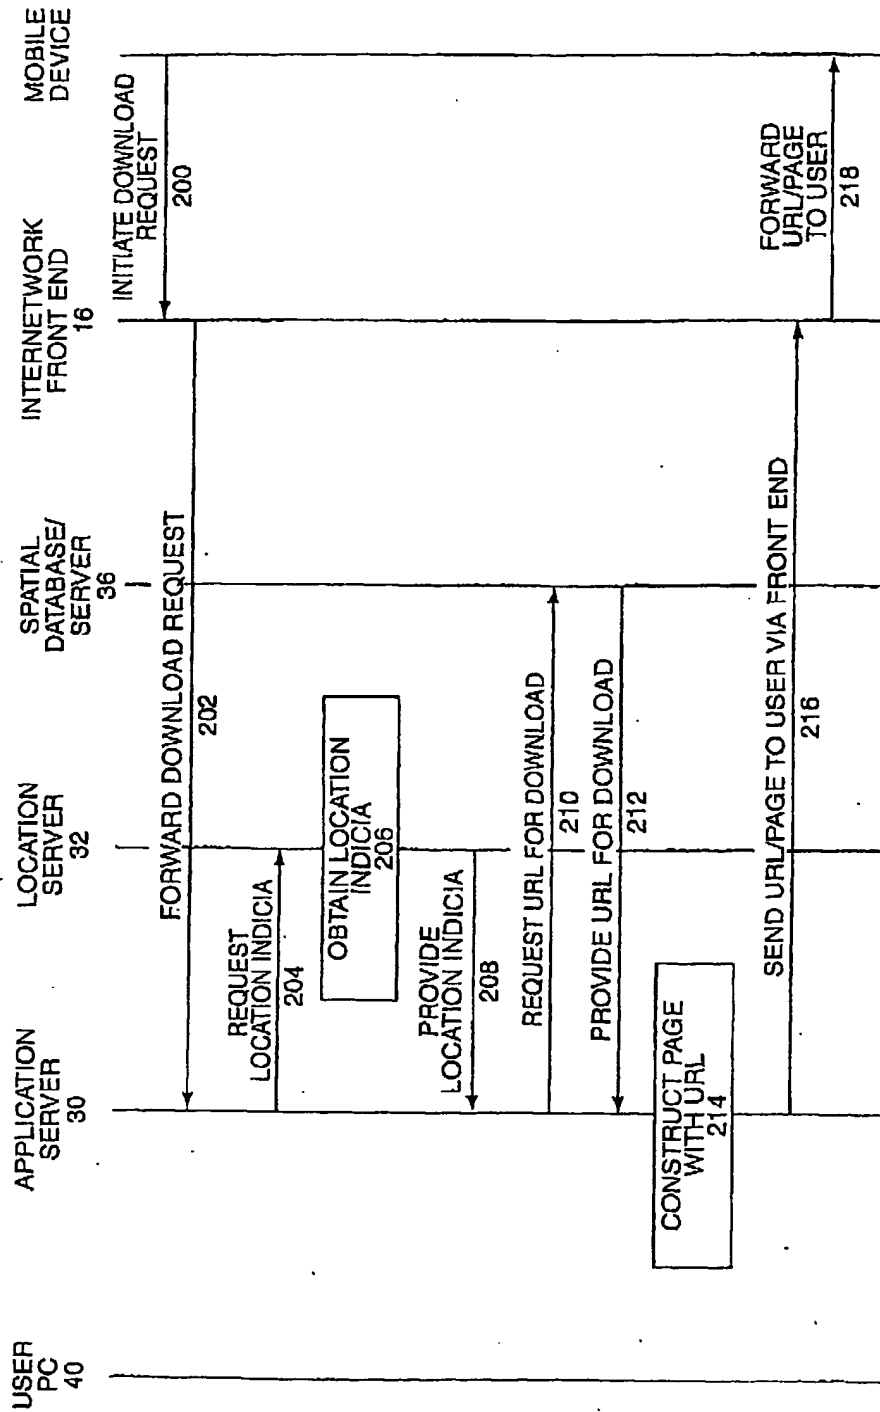 USER
PC
40
APPLICATION
SERVER
30
LOCATION
SERVER
32
SPATIAL
DATABASE/
SERVER
36
INTERNETWORK
FRONT END
16
MOBILE
DEVICE
INITIATE DOWNLOAD
REQUEST
200
FORWARD DOWNLOAD REQUEST
202
REQUEST
LOCATION INDICIA
204
OBTAIN LOCATION
INDICIA
206
PROVIDE
LOCATION INDICIA
208
REQUEST URL FOR DOWNLOAD
210
PROVIDE URL FOR DOWNLOAD
212
CONSTRUCT PAGE
WITH URL
214
SEND URL/PAGE TO USER VIA FRONT END
216
FORWARD
URL/PAGE
TO USER
218